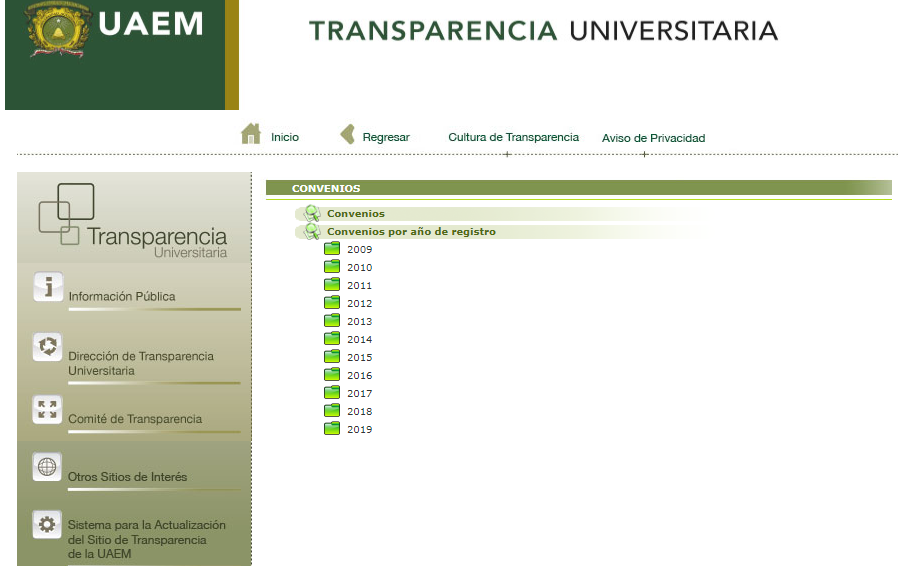 UAEM
TRANSPARENCIA UNIVERSITARIA
Inicio
Regresar
Cultura de Transparencia
Aviso de Privacidad
Transparencia
Universitaria
Información Pública
Dirección de Transparencia
Universitaria
Comité de Transparencia
Otros Sitios de Interés
Sistema para la Actualización
del Sitio de Transparencia
de la UAEM
CONVENIOS
Convenios
Convenios por año de registro
2009
2010
2011
2012
2013
2014
2015
2016
2017
2018
2019